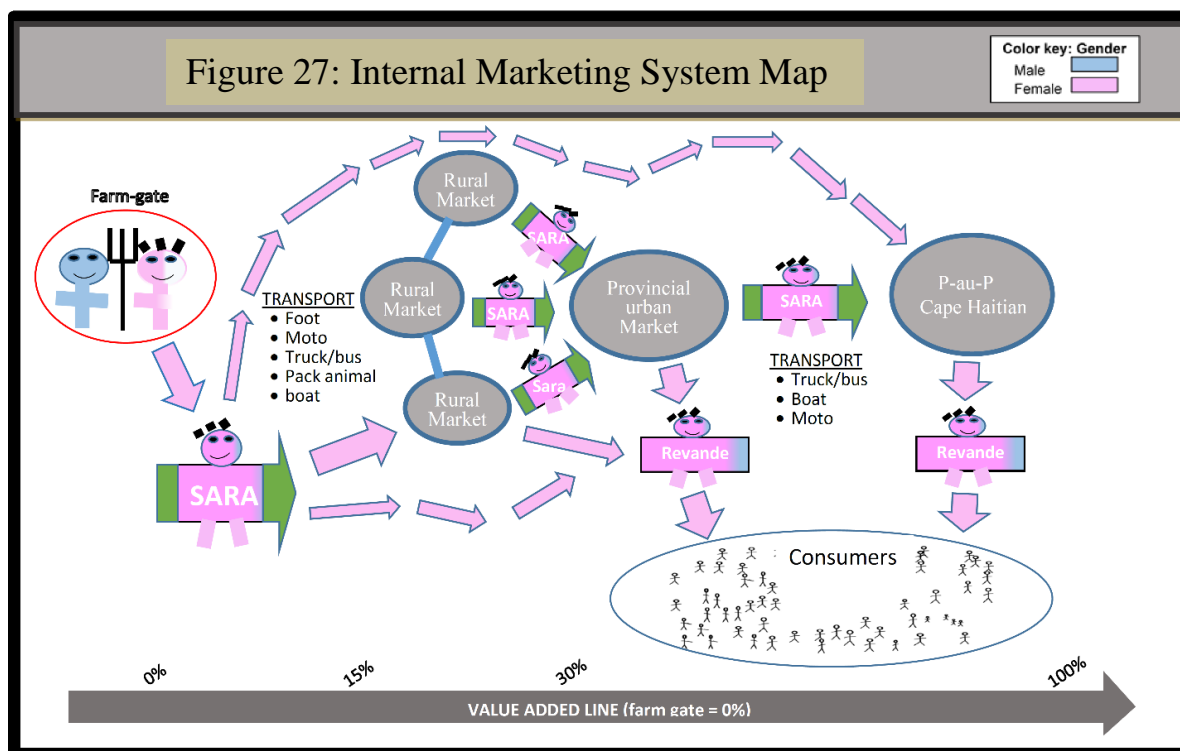 Figure 27: Internal Marketing System Map
Color key: Gender
Male
Female
Farm-gate
Rural
Market
SARA
TRANSPORT
• Foot
• Moto
• Truck/bus
• Pack animal
• boat
Rural
Market
SARA
Provincial
urban
Market
SARA
P-au-P
Cape Haitian
Rural
Market
Sara
TRANSPORT
• Truck/bus
• Boat
• Moto
SARA
Revande
Revande
Consumers
0%
15%
30%
100%
VALUE ADDED LINE (farm gate = 0%)